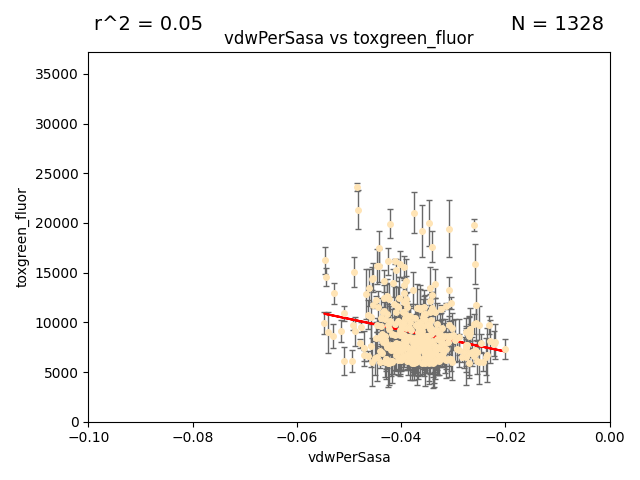 r^2 = 0.05
N = 1328
vdwPerSasa vs toxgreen_fluor
toxgreen_fluor
35000
30000
25000
20000
15000
10000
5000
0
−0.10
−0.08
−0.06
−0.04
−0.02
0.00
vdwPerSasa